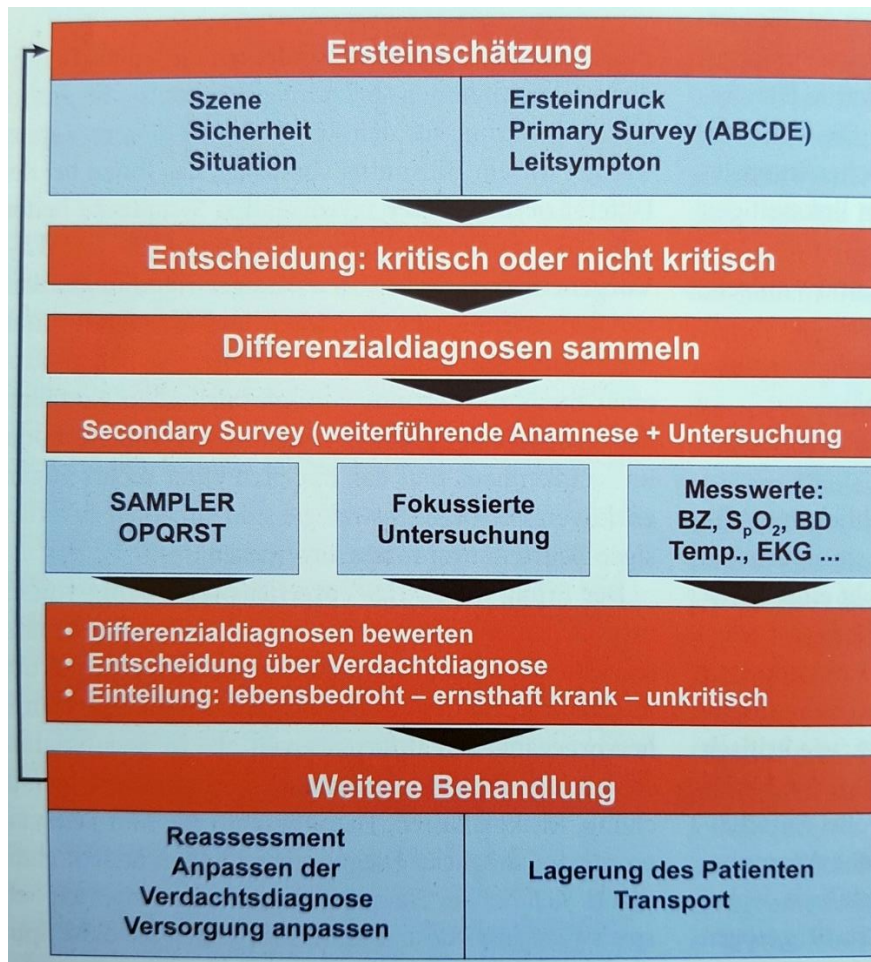 Ersteinschätzung
Szene
Sicherheit
Situation
Ersteindruck
Primary Survey (ABCDE)
Leitsympton
Entscheidung: kritisch oder nicht kritisch
Differenzialdiagnosen sammeln
Secondary Survey (weiterführende Anamnese + Untersuchung
SAMPLER
OPQRST
Fokussierte
Untersuchung
Messwerte:
BZ, SpO₂, BD
Temp., EKG ...
• Differenzialdiagnosen bewerten
• Entscheidung über Verdachtdiagnose
• Einteilung: lebensbedroht – ernsthaft krank – unkritisch
Weitere Behandlung
Reassessment
Anpassen der
Verdachtsdiagnose
Versorgung anpassen
Lagerung des Patienten
Transport